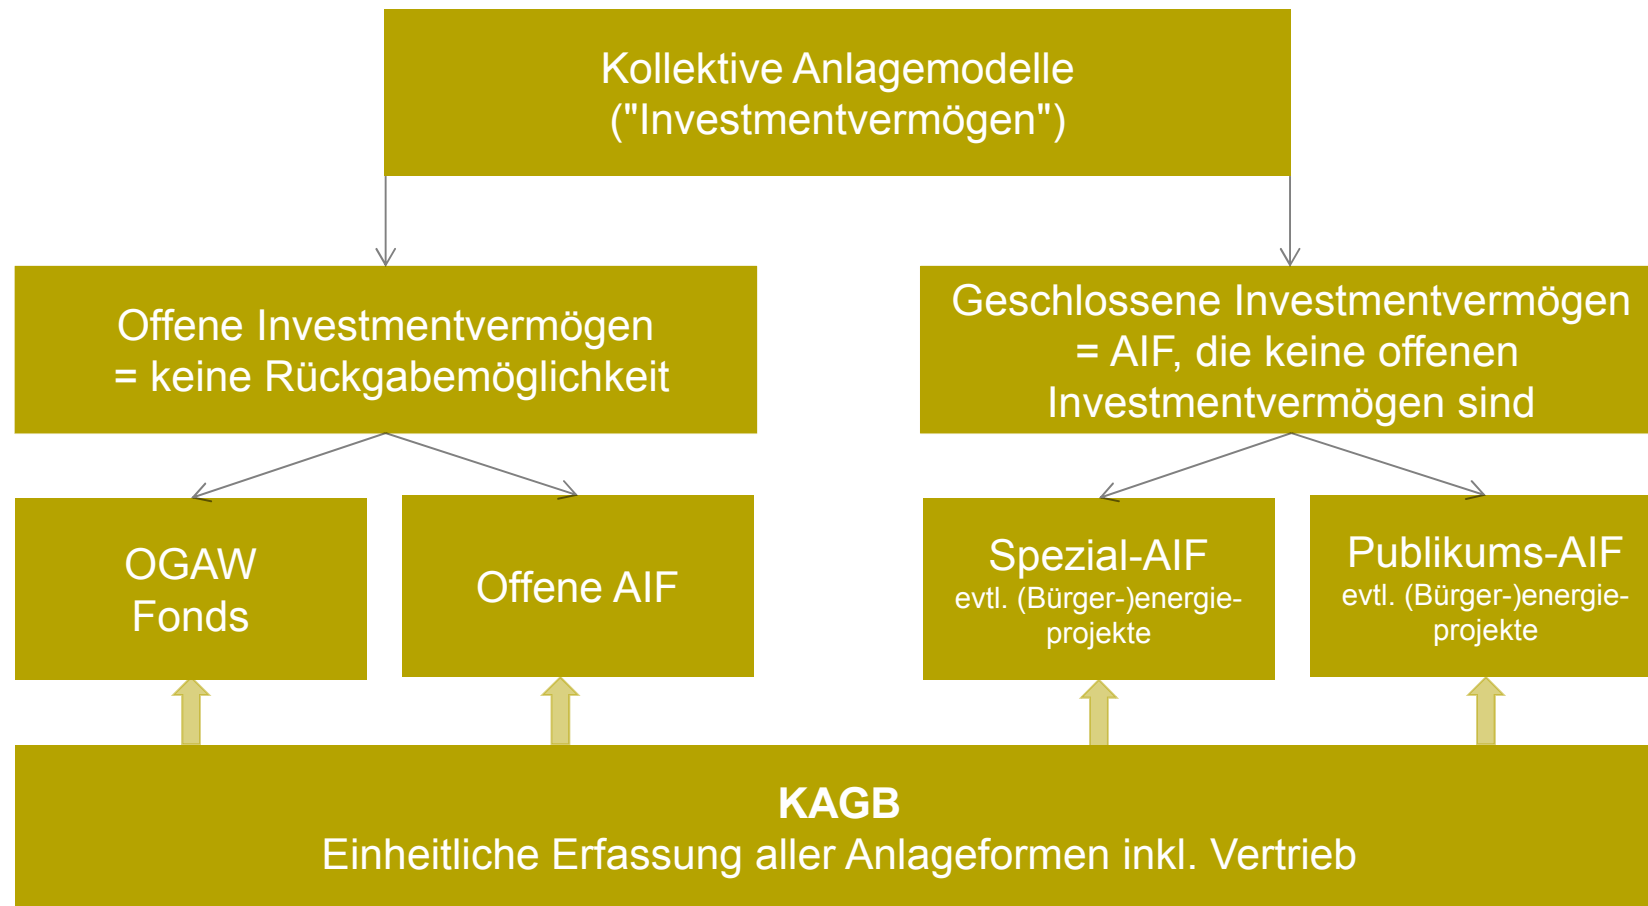 Kollektive Anlagemodelle
("Investmentvermögen")
Offene Investmentvermögen
= keine Rückgabemöglichkeit
Geschlossene Investmentvermögen
= AIF, die keine offenen
Investmentvermögen sind
OGAW
Fonds
Offene AIF
Spezial-AIF
evtl. (Bürger-)energie-
projekte
Publikums-AIF
evtl. (Bürger-)energie-
projekte
KAGB
Einheitliche Erfassung aller Anlageformen inkl. Vertrieb